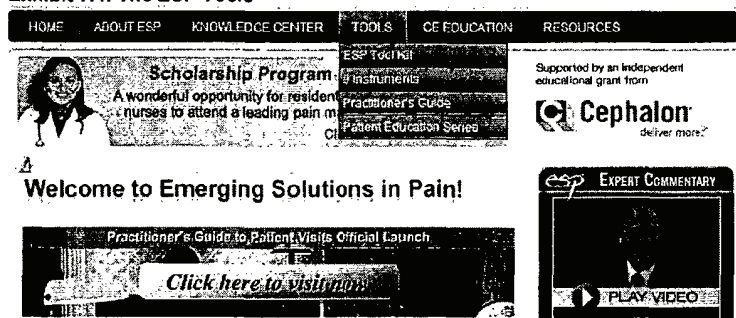 HOME ABOUT ESP KNOWLEDGE CENTER TOOLS CE EDUCATION RESOURCES
ESP Tool Kit
Instruments
Practitioner's Guide
Patient Education Series
Scholarship Program
A wonderful opportunity for resident
nurses to attend a leading pain m
Supported by an independent
educational grant from
Cephalon
deliver more.
Welcome to Emerging Solutions in Pain!
Practitioner's Guide to Patient Visits Official Launch
Click here to visit now
esp EXPERT COMMENTARY
PLAY VIDEO